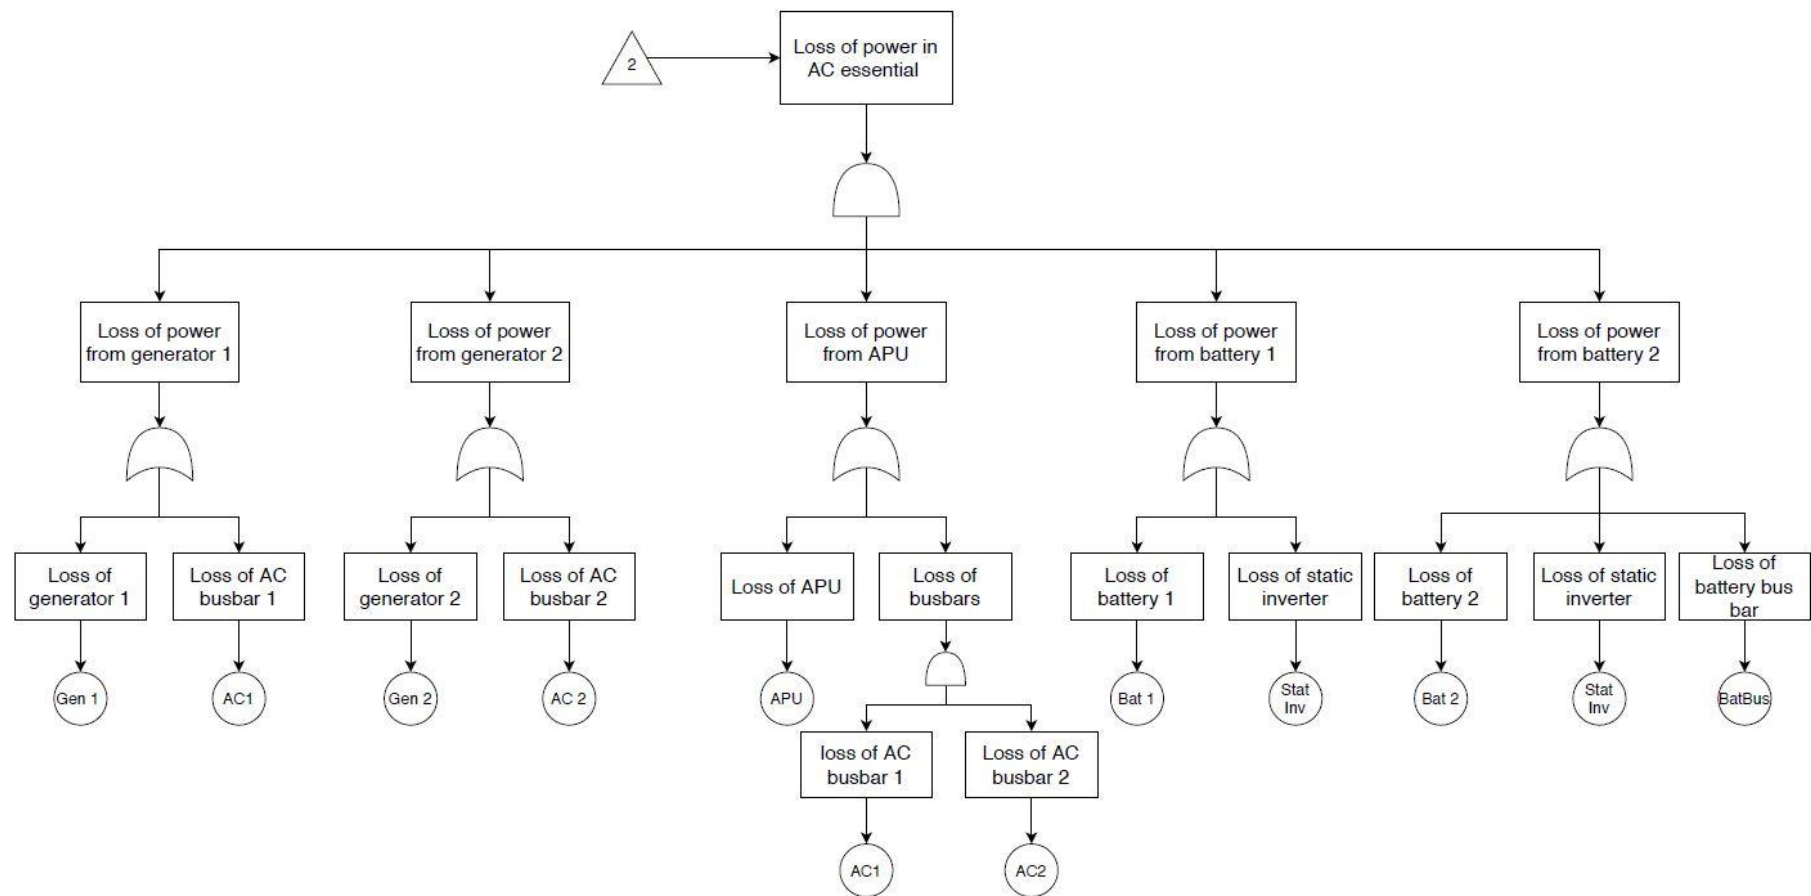 Loss of power in
AC essential
2
Loss of power
from generator 1
Loss of power
from generator 2
Loss of power
from APU
Loss of power
from battery 1
Loss of power
from battery 2
Loss of
generator 1
Loss of AC
busbar 1
Loss of
generator 2
Loss of AC
busbar 2
Loss of APU
Loss of
busbars
Loss of
battery 1
Loss of static
inverter
Loss of
battery 2
Loss of static
inverter
Loss of
battery bus
bar
Gen 1
AC1
Gen 2
AC 2
APU
Bat 1
Stat
Inv
Bat 2
Stat
Inv
BatBus
loss of AC
busbar 1
Loss of AC
busbar 2
AC1
AC2